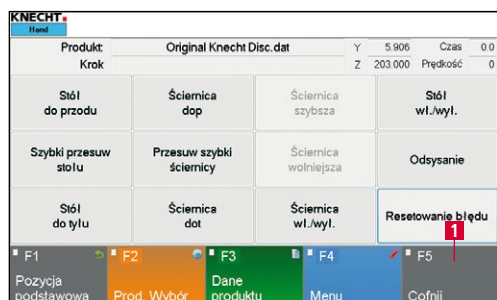 KNECHT.
Hand
Produkt: Original Knecht Disc.dat Y 5.906 Czas 0.0
Krok Z 203.000 Prędkość 0
Stół do przodu
Ściernica dop
Ściernica szybsza
Stół wł./wył.
Szybki przesuw stołu
Przesuw szybki ściernicy
Ściernica wolniejsza
Odsysanie
Stół do tyłu
Ściernica dot
Ściernica wł./wył.
Resetowanie błędu
1
F1 F2 F3 F4 F5
Pozycja podstawowa
Prod. Wybór
Dane produktu
Menu
Cofnij